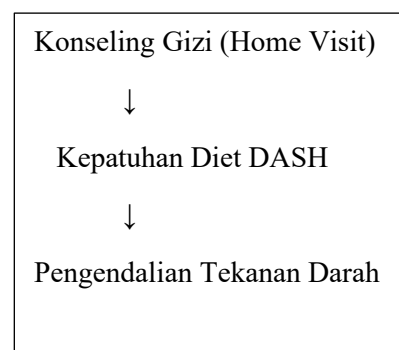 Konseling Gizi (Home Visit)
↓
Kepatuhan Diet DASH
↓
Pengendalian Tekanan Darah